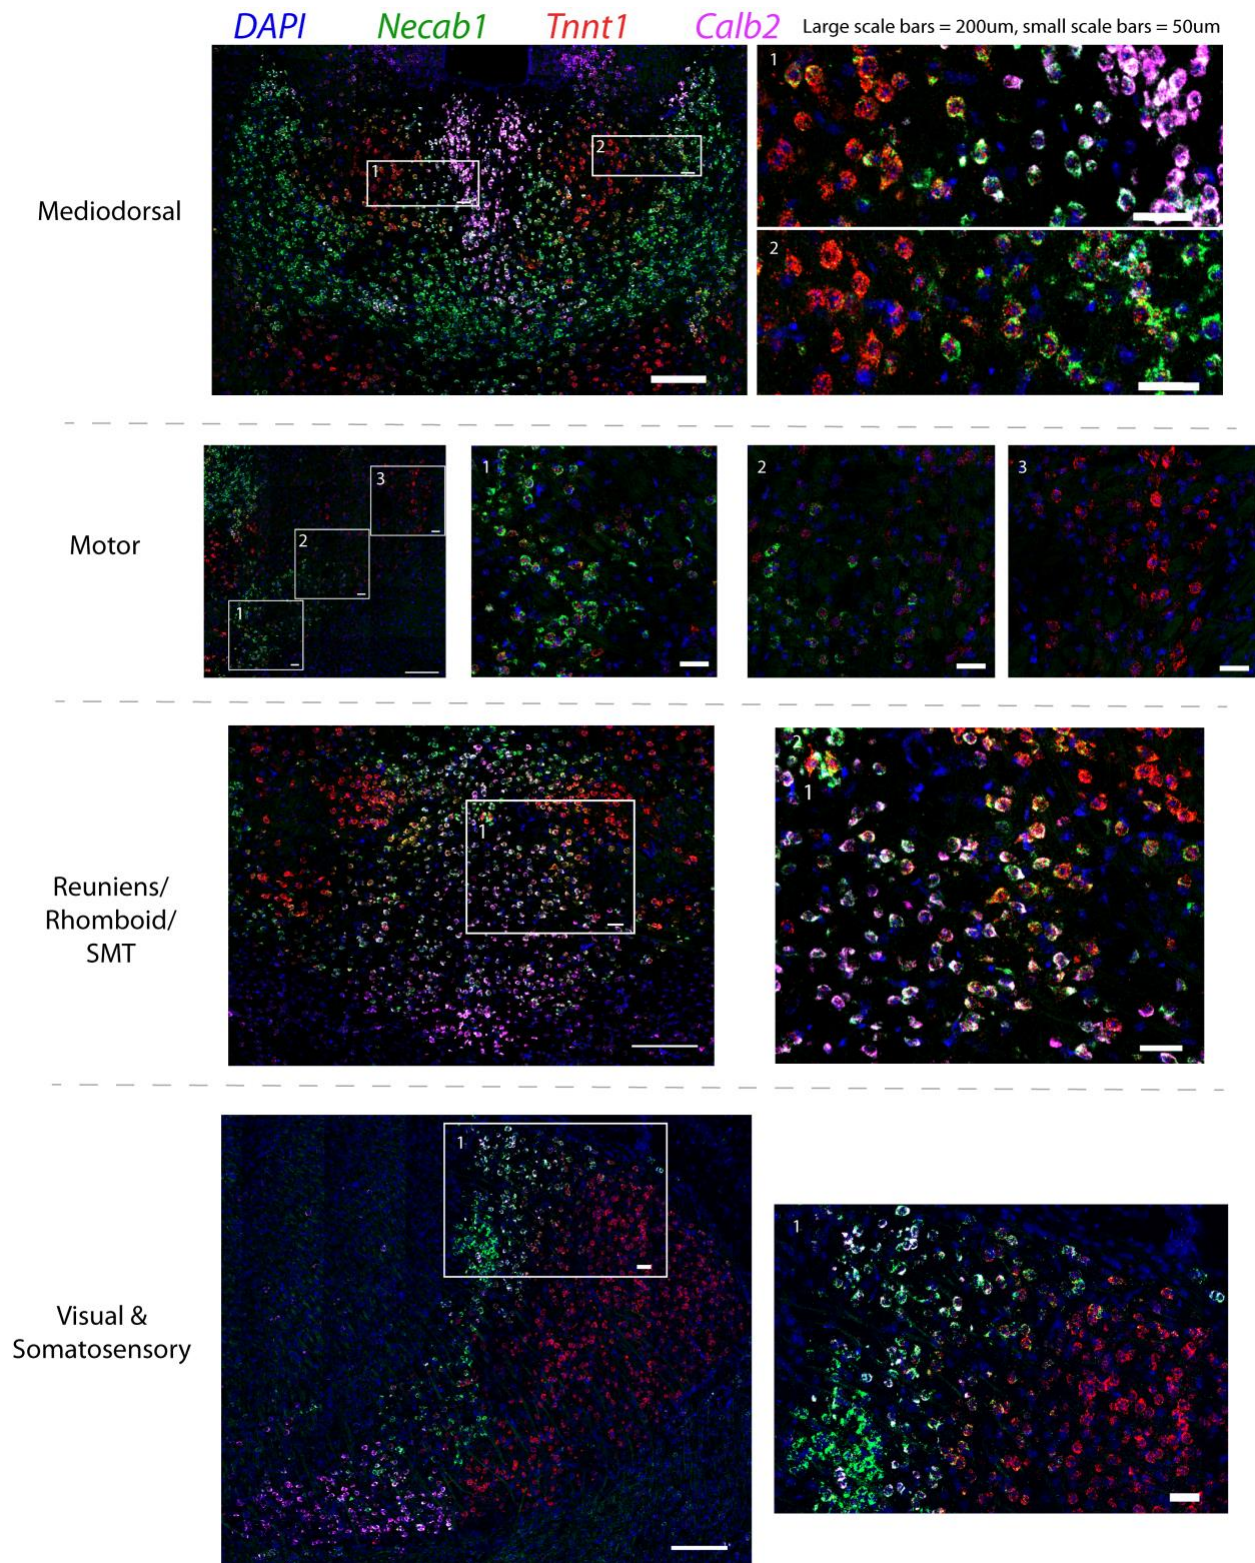 DAPI Necab1 Tnnt1 Calb2 Large scale bars = 200um, small scale bars = 50um
Mediodorsal
1
2
1
2
Motor
1
2
3
1
2
3
Reuniens/
Rhomboid/
SMT
1
1
Visual &
Somatosensory
1
1